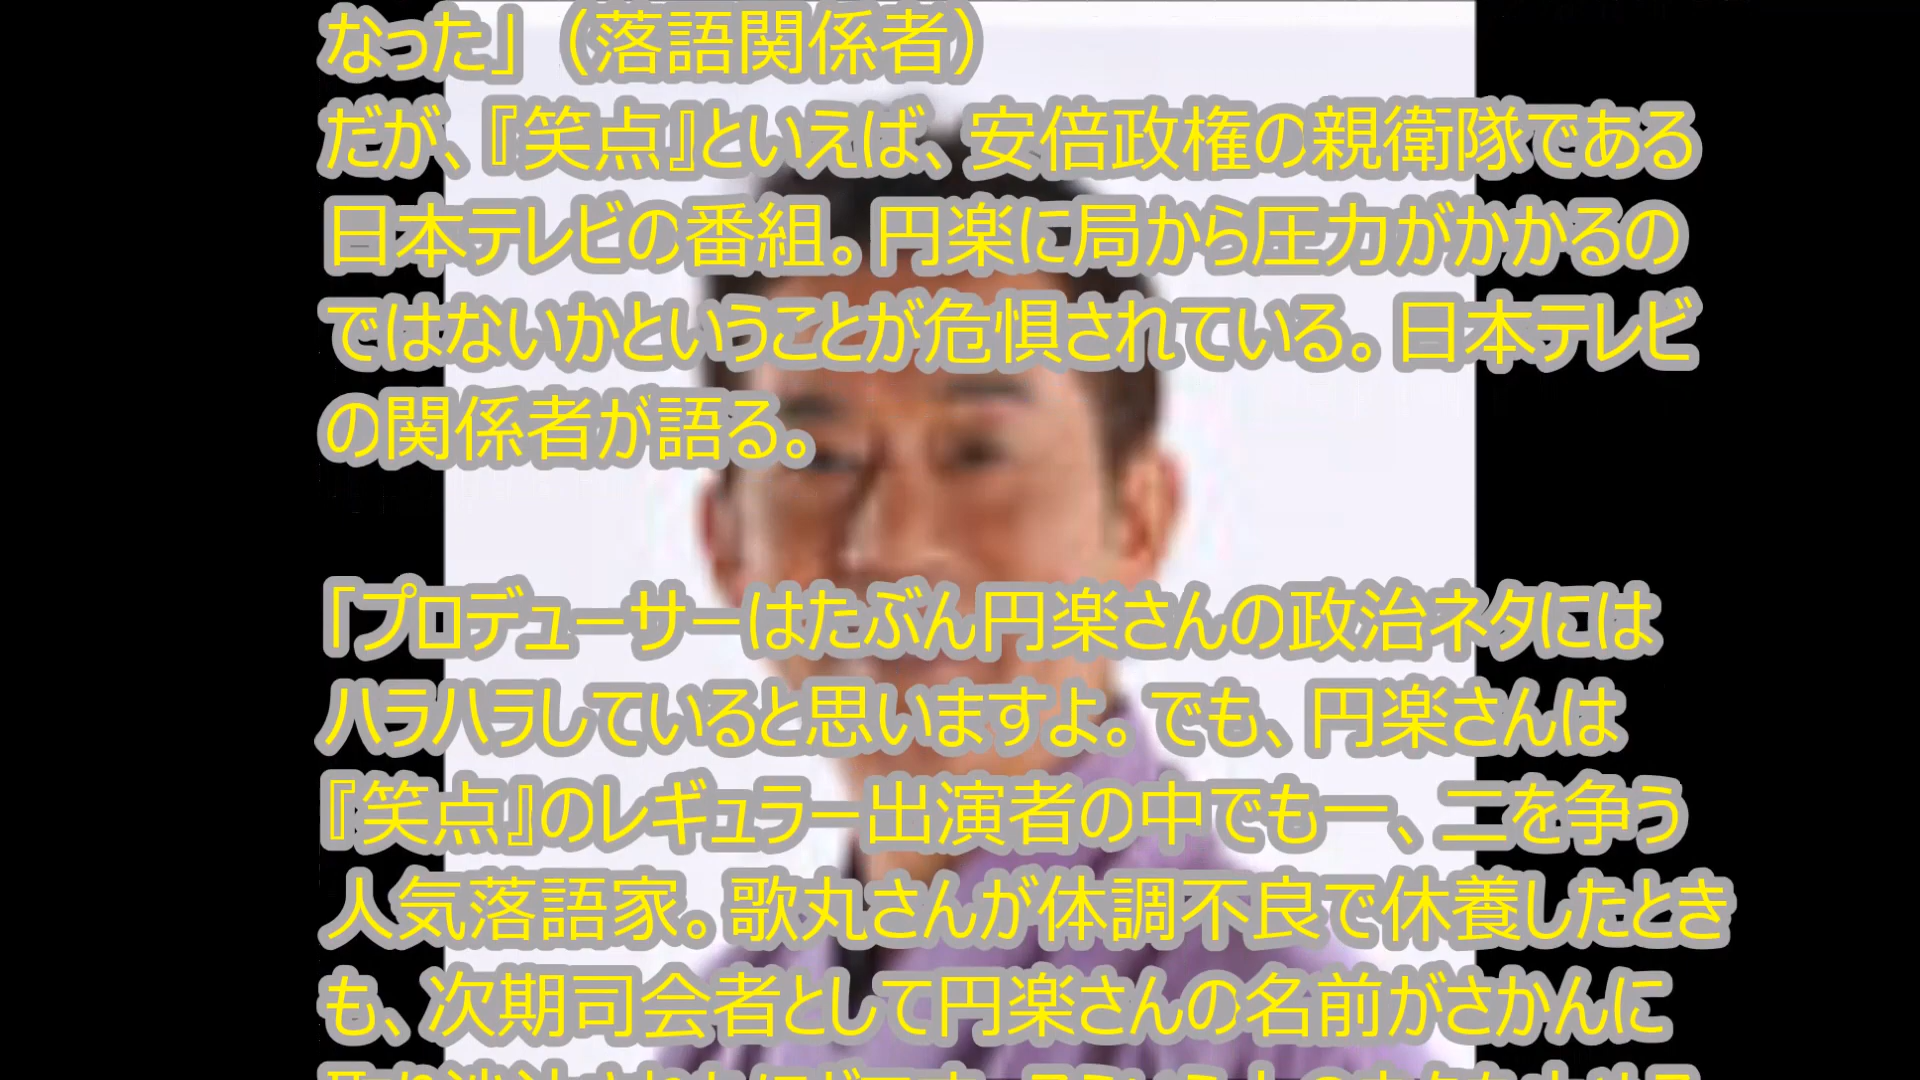 なった」（落語関係者）
だが、『笑点』といえば、安倍政権の親衛隊である
日本テレビの番組。円楽に局から圧力がかかるの
ではないかということが危惧されている。日本テレビ
の関係者が語る。
「プロデューサーはたぶん円楽さんの政治ネタには
ハラハラしていると思いますよ。でも、円楽さんは
『笑点』のレギュラー出演者の中でも一、二を争う
人気落語家。歌丸さんが体調不良で休養したとき
も、次期司会者として円楽さんの名前がさかんに